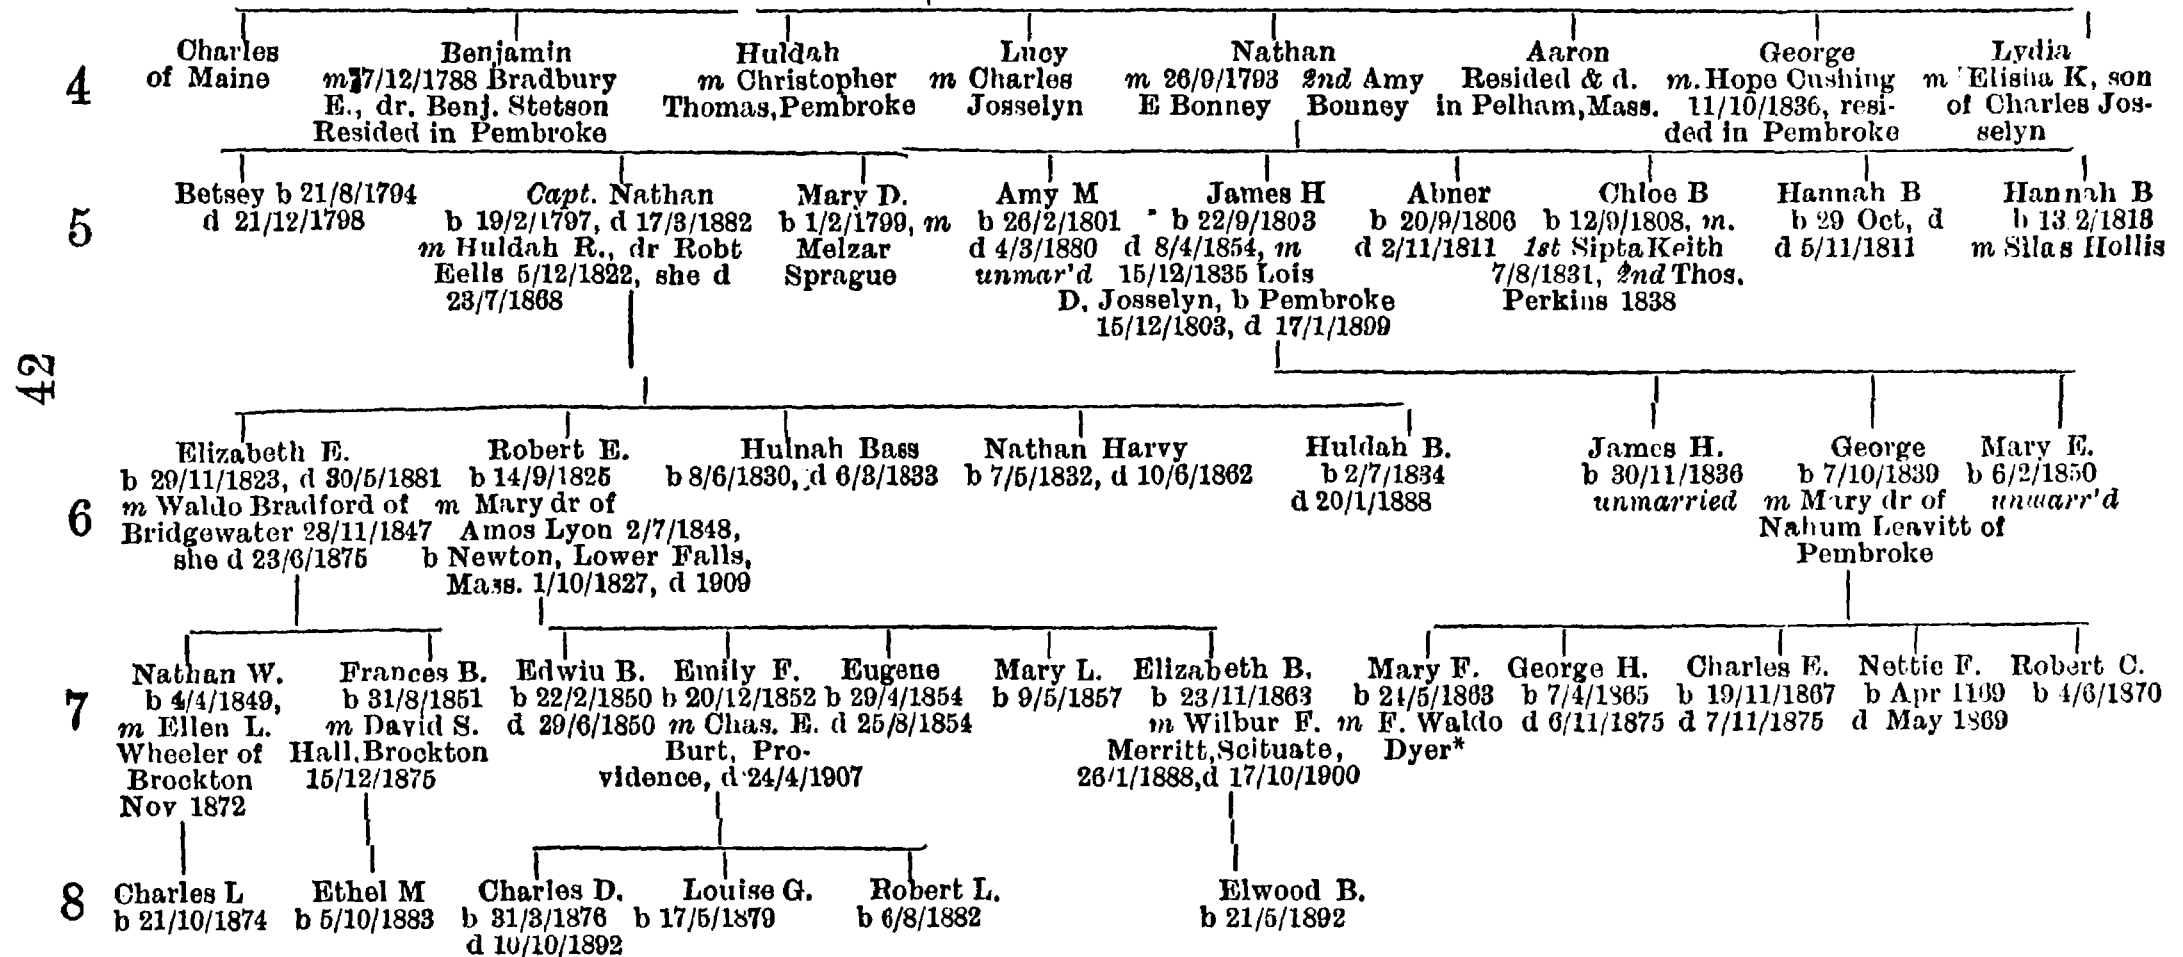 4
Charles
of Maine
Benjamin
m 17/12/1788 Bradbury
E., dr. Benj. Stetson
Resided in Pembroke
Huldah
m Christopher
Thomas, Pembroke
Lucy
m Charles
Josselyn
Nathan
m 26/9/1793 2nd Amy
E Bonney Bonney
Aaron
Resided & d.
in Pelham, Mass.
George
m. Hope Cushing
11/10/1836, resi-
ded in Pembroke
Lydia
m Elisha K, son
of Charles Jos-
selyn
5
Betsey b 21/8/1794
d 21/12/1798
Capt. Nathan
b 19/2/1797, d 17/3/1882
m Huldah R., dr Robt
Eells 5/12/1822, she d
23/7/1868
Mary D.
b 1/2/1799, m
Melzar
Sprague
Amy M
b 26/2/1801
d 4/3/1880
unmar'd
James H
b 22/9/1803
d 8/4/1854, m
15/12/1835 Lois
D. Josselyn, b Pembroke
15/12/1803, d 17/1/1899
Abner
b 20/9/1806
d 2/11/1811
Chloe B
b 12/9/1808, m.
1st Sipta Keith
7/8/1831, 2nd Thos.
Perkins 1838
Hannah B
b 29 Oct, d
d 5/11/1811
Hannah B
b 13 2/1818
m Silas Hollis
42
6
Elizabeth E.
b 29/11/1823, d 30/5/1881
m Waldo Bradford of
Bridgewater 28/11/1847
she d 23/6/1875
Robert E.
b 14/9/1825
m Mary dr of
Amos Lyon 2/7/1848,
b Newton, Lower Falls,
Mass. 1/10/1827, d 1909
Hulnah Bass
b 8/6/1830, d 6/3/1833
Nathan Harvy
b 7/5/1832, d 10/6/1862
Huldah B.
b 2/7/1834
d 20/1/1888
James H.
b 30/11/1836
unmarried
George
b 7/10/1839
m Mary dr of
Nahum Leavitt of
Pembroke
Mary E.
b 6/2/1850
unmarr'd
7
Nathan W.
b 4/4/1849,
m Ellen L.
Wheeler of
Brockton
Nov 1872
Frances B.
b 31/8/1851
m David S.
Hall, Brockton
15/12/1875
Edwiu B.
b 22/2/1850
d 29/6/1850
Emily F.
b 20/12/1852
m Chas. E.
Burt, Pro-
vidence, d 24/4/1907
Eugene
b 29/4/1854
d 25/8/1854
Mary L.
b 9/5/1857
Elizabeth B.
b 23/11/1863
m Wilbur F.
Merritt, Scituate,
26/1/1888, d 17/10/1900
Mary F.
b 24/5/1863
m F. Waldo
Dyer*
George H.
b 7/4/1865
d 6/11/1875
Charles E.
b 19/11/1867
d 7/11/1875
Nettie F.
b Apr 1169
d May 1869
Robert C.
b 4/6/1870
8
Charles L
b 21/10/1874
Ethel M
b 5/10/1883
Charles D.
b 31/3/1876
d 10/10/1892
Louise G.
b 17/5/1879
Robert L.
b 6/8/1882
Elwood B.
b 21/5/1892